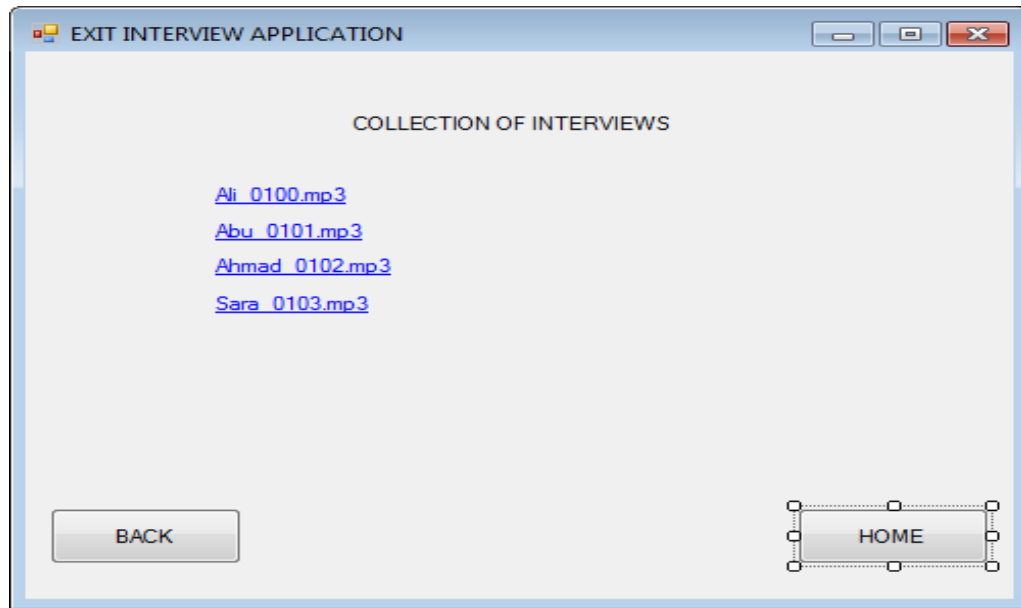 EXIT INTERVIEW APPLICATION
COLLECTION OF INTERVIEWS
Ali_0100.mp3
Abu_0101.mp3
Ahmad_0102.mp3
Sara_0103.mp3
BACK
HOME